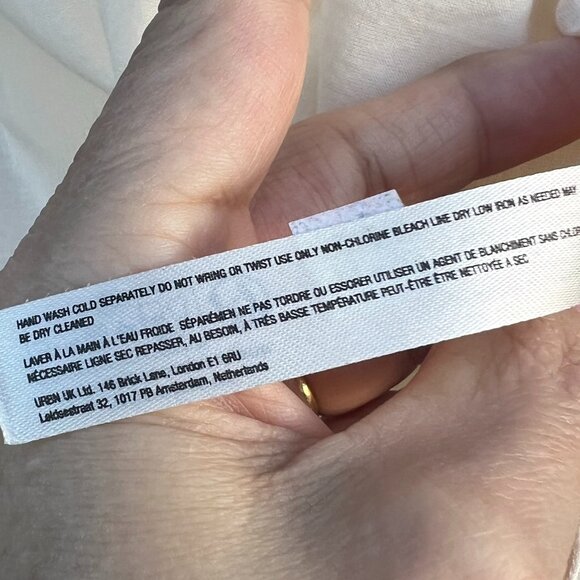 HAND WASH COLD SEPARATELY DO NOT WRING OR TWIST USE ONLY NON-CHLORINE BLEACH LINE DRY LOW IRON AS NEEDED MAY
BE DRY CLEANED
LAVER À LA MAIN À L'EAU FROIDE SÉPARÉMEN NE PAS TORDRE OU ESSORER UTILISER UN AGENT DE BLANCHIMENT SANS CHLOR
NÉCESSAIRE LIGNE SEC REPASSER, AU BESOIN, À TRÈS BASSE TEMPÉRATURE PEUT-ÊTRE ÊTRE NETTOYÉE A SEC
URBN UK Ltd. 146 Brick Lane, London E1 6RU
Leidsestraat 32, 1017 PB Amsterdam, Netherlands